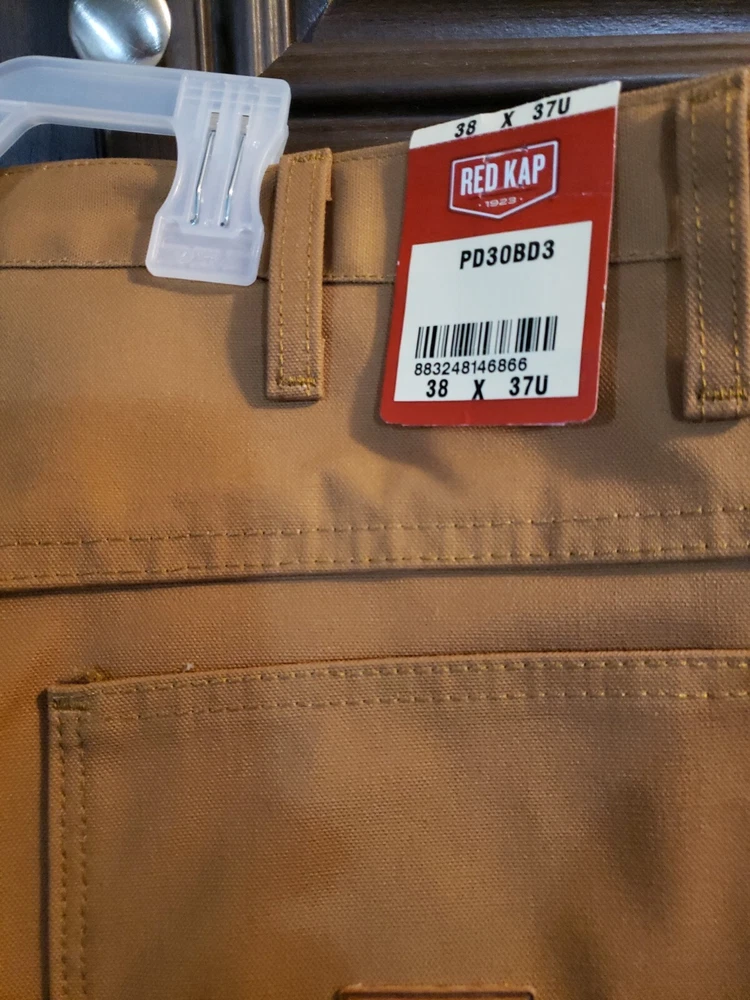 38 X 37U
RED KAP
·1923·
PD30BD3
883248146866
38 X 37U